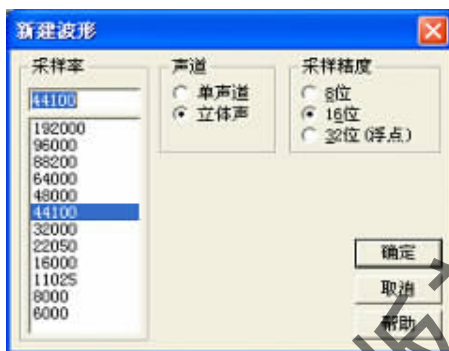 新建波形
采样率
44100
192000
96000
88200
64000
48000
44100
32000
22050
16000
11025
8000
6000
声道
单声道
立体声
采样精度
8位
16位
32位(浮点)
确定
取消
帮助